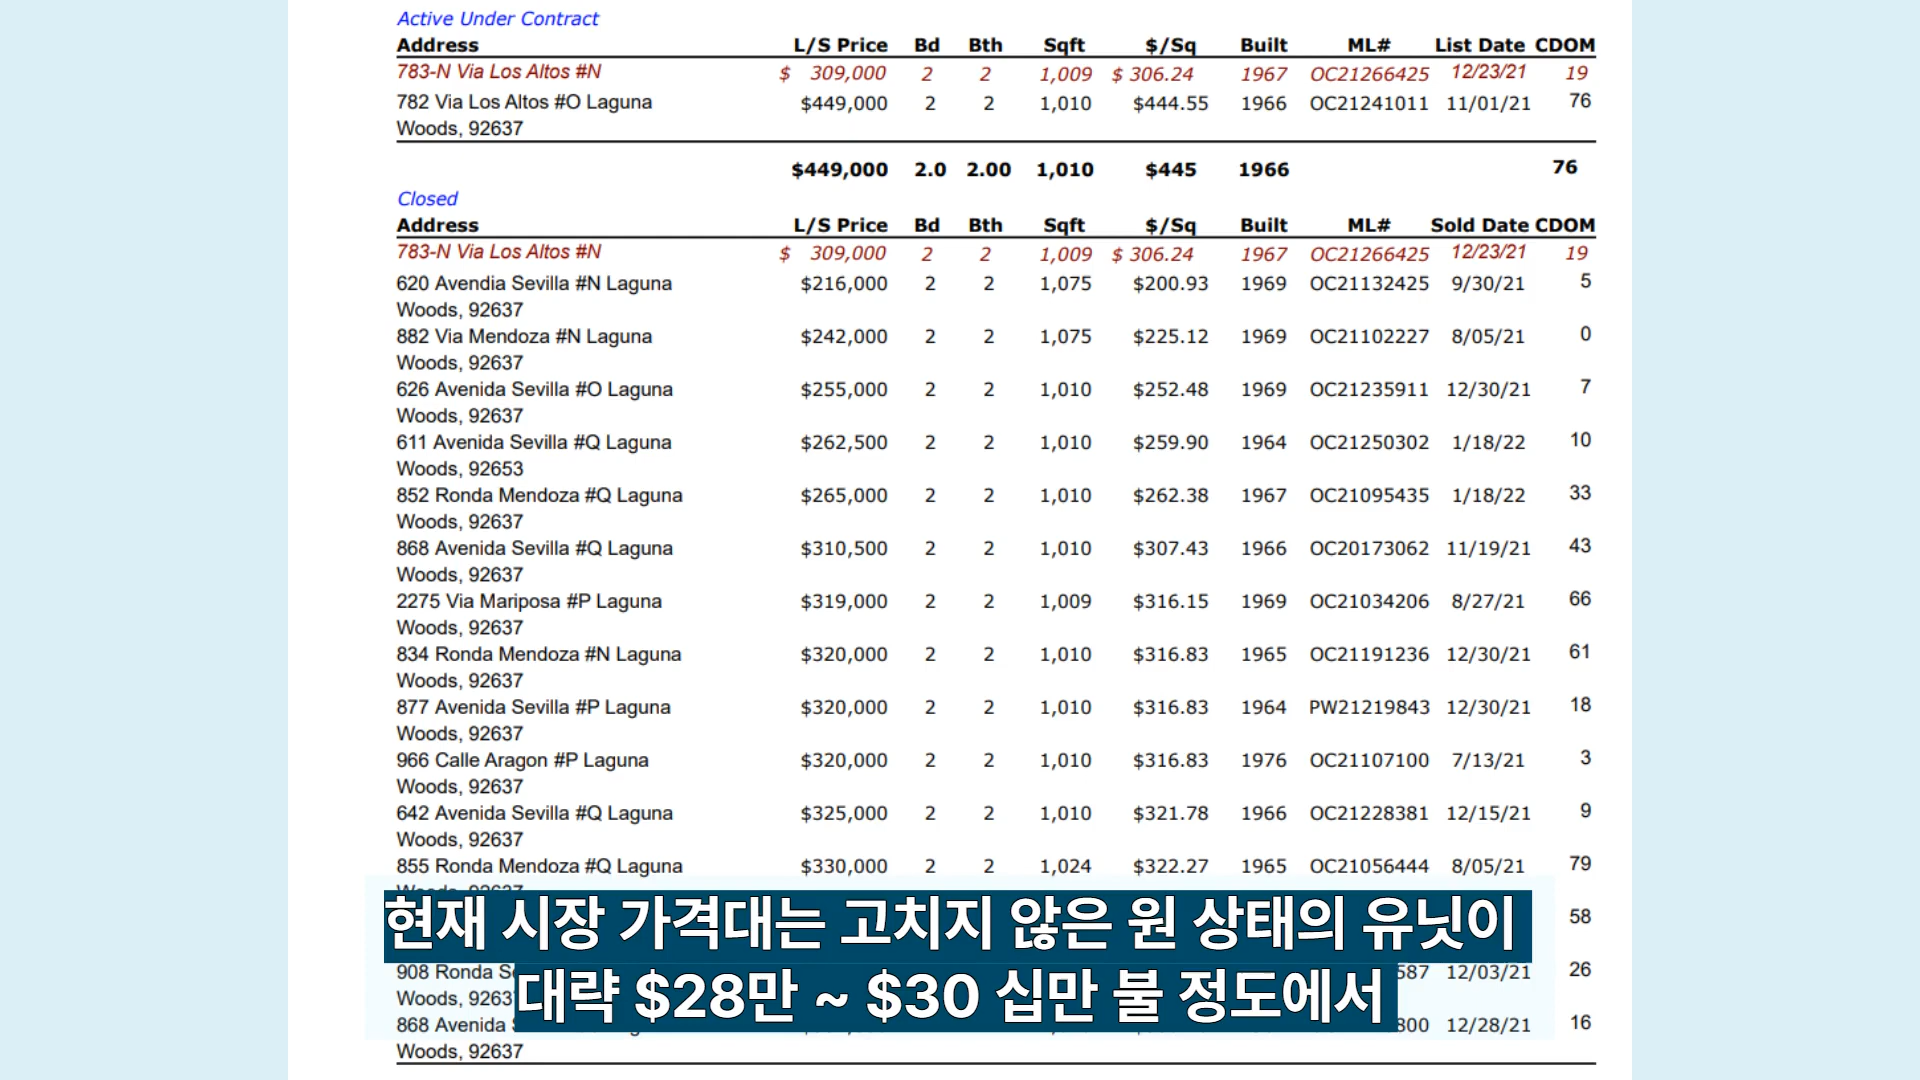 Active Under Contract
Address L/S Price Bd Bth Sqft $/Sq Built ML# List Date CDOM
783-N Via Los Altos #N $ 309,000 2 2 1,009 $ 306.24 1967 OC21266425 12/23/21 19
782 Via Los Altos #O Laguna $449,000 2 2 1,010 $444.55 1966 OC21241011 11/01/21 76
Woods, 92637
$449,000 2.0 2.00 1,010 $445 1966 76
Closed
Address L/S Price Bd Bth Sqft $/Sq Built ML# Sold Date CDOM
783-N Via Los Altos #N $ 309,000 2 2 1,009 $ 306.24 1967 OC21266425 12/23/21 19
620 Avendia Sevilla #N Laguna $216,000 2 2 1,075 $200.93 1969 OC21132425 9/30/21 5
Woods, 92637
882 Via Mendoza #N Laguna $242,000 2 2 1,075 $225.12 1969 OC21102227 8/05/21 0
Woods, 92637
626 Avenida Sevilla #O Laguna $255,000 2 2 1,010 $252.48 1969 OC21235911 12/30/21 7
Woods, 92637
611 Avenida Sevilla #Q Laguna $262,500 2 2 1,010 $259.90 1964 OC21250302 1/18/22 10
Woods, 92653
852 Ronda Mendoza #Q Laguna $265,000 2 2 1,010 $262.38 1967 OC21095435 1/18/22 33
Woods, 92637
868 Avenida Sevilla #Q Laguna $310,500 2 2 1,010 $307.43 1966 OC20173062 11/19/21 43
Woods, 92637
2275 Via Mariposa #P Laguna $319,000 2 2 1,009 $316.15 1969 OC21034206 8/27/21 66
Woods, 92637
834 Ronda Mendoza #N Laguna $320,000 2 2 1,010 $316.83 1965 OC21191236 12/30/21 61
Woods, 92637
877 Avenida Sevilla #P Laguna $320,000 2 2 1,010 $316.83 1964 PW21219843 12/30/21 18
Woods, 92637
966 Calle Aragon #P Laguna $320,000 2 2 1,010 $316.83 1976 OC21107100 7/13/21 3
Woods, 92637
642 Avenida Sevilla #Q Laguna $325,000 2 2 1,010 $321.78 1966 OC21228381 12/15/21 9
Woods, 92637
855 Ronda Mendoza #Q Laguna $330,000 2 2 1,024 $322.27 1965 OC21056444 8/05/21 79
현재 시장 가격대는 고치지 않은 원 상태의 유닛이
58
908 Ronda 587 12/03/21 26
대략 $28만 ~ $30 십만 불 정도에서
Woods,
868 Avenida 300 12/28/21 16
Woods, 92637